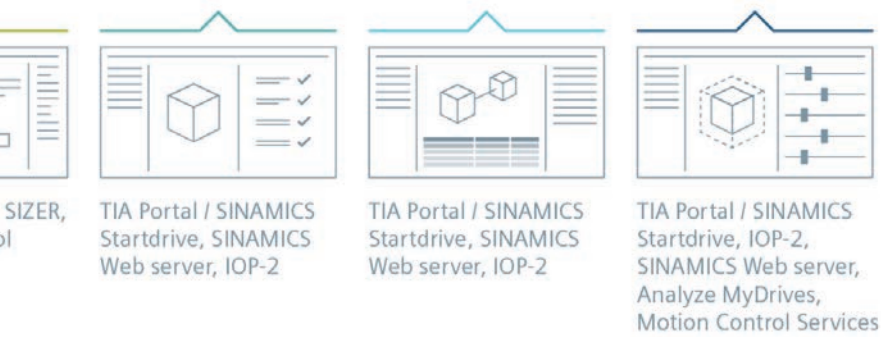 SIZER,
ol
TIA Portal / SINAMICS
Startdrive, SINAMICS
Web server, IOP-2
TIA Portal / SINAMICS
Startdrive, SINAMICS
Web server, IOP-2
TIA Portal / SINAMICS
Startdrive, IOP-2,
SINAMICS Web server,
Analyze MyDrives,
Motion Control Services